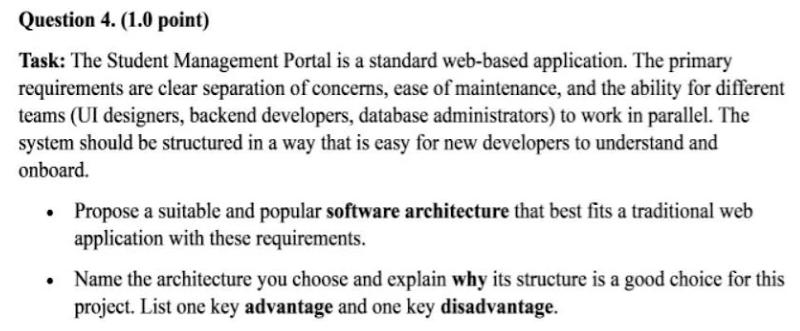 Question 4. (1.0 point)
Task: The Student Management Portal is a standard web-based application. The primary
requirements are clear separation of concerns, ease of maintenance, and the ability for different
teams (UI designers, backend developers, database administrators) to work in parallel. The
system should be structured in a way that is easy for new developers to understand and
onboard.
• Propose a suitable and popular software architecture that best fits a traditional web
application with these requirements.
• Name the architecture you choose and explain why its structure is a good choice for this
project. List one key advantage and one key disadvantage.